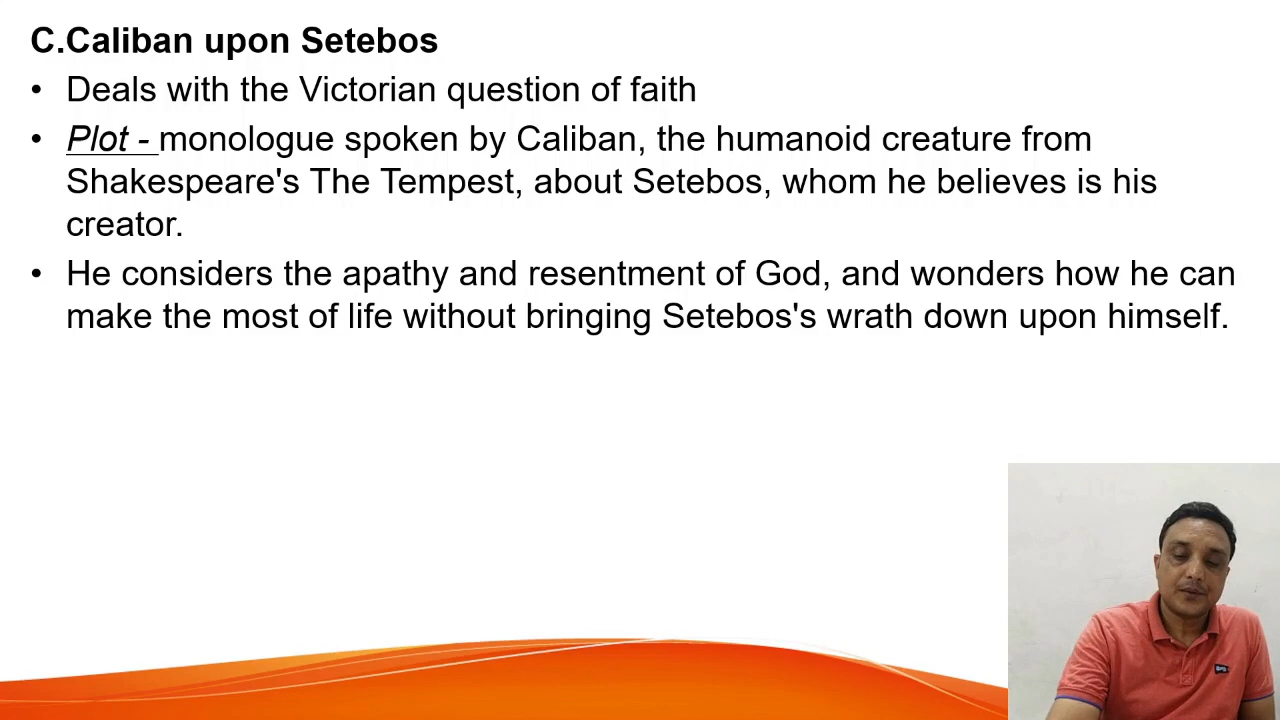 C.Caliban upon Setebos
• Deals with the Victorian question of faith
• Plot - monologue spoken by Caliban, the humanoid creature from
Shakespeare's The Tempest, about Setebos, whom he believes is his
creator.
• He considers the apathy and resentment of God, and wonders how he can
make the most of life without bringing Setebos's wrath down upon himself.